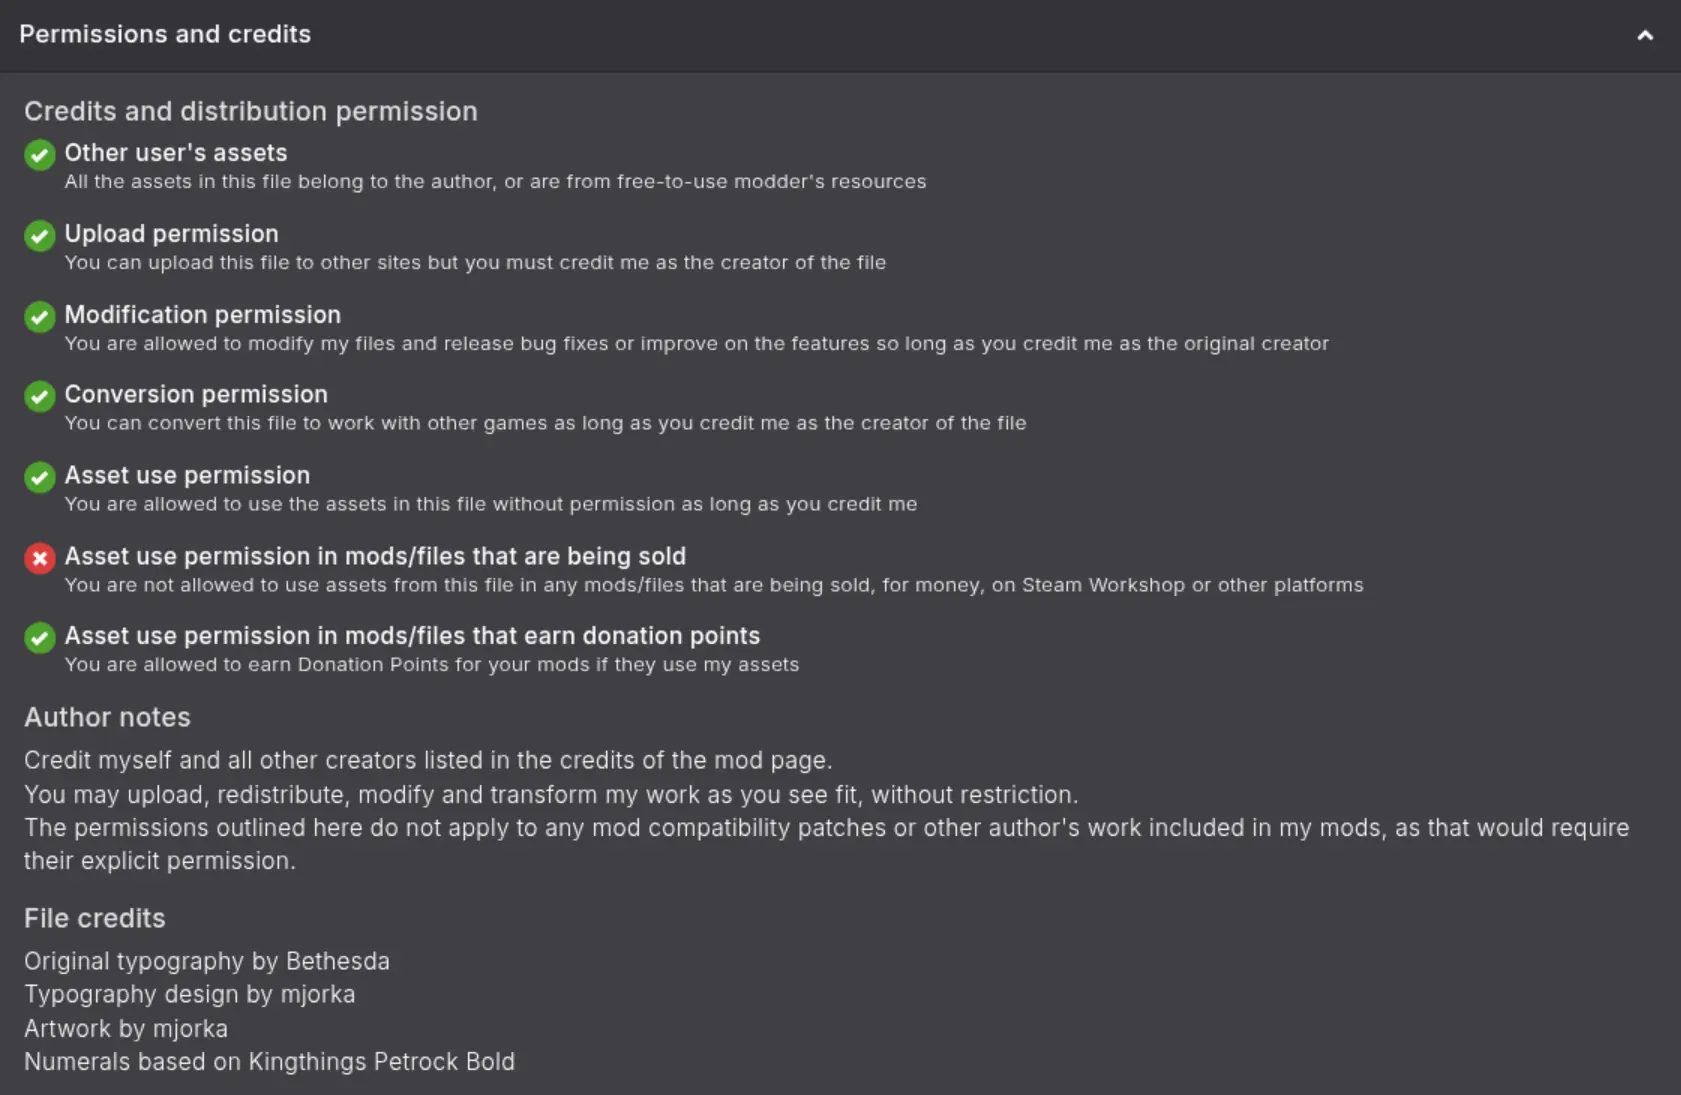 Permissions and credits
Credits and distribution permission
Other user's assets
All the assets in this file belong to the author, or are from free-to-use modder's resources
Upload permission
You can upload this file to other sites but you must credit me as the creator of the file
Modification permission
You are allowed to modify my files and release bug fixes or improve on the features so long as you credit me as the original creator
Conversion permission
You can convert this file to work with other games as long as you credit me as the creator of the file
Asset use permission
You are allowed to use the assets in this file without permission as long as you credit me
Asset use permission in mods/files that are being sold
You are not allowed to use assets from this file in any mods/files that are being sold, for money, on Steam Workshop or other platforms
Asset use permission in mods/files that earn donation points
You are allowed to earn Donation Points for your mods if they use my assets
Author notes
Credit myself and all other creators listed in the credits of the mod page.
You may upload, redistribute, modify and transform my work as you see fit, without restriction.
The permissions outlined here do not apply to any mod compatibility patches or other author's work included in my mods, as that would require
their explicit permission.
File credits
Original typography by Bethesda
Typography design by mjorka
Artwork by mjorka
Numerals based on Kingthings Petrock Bold